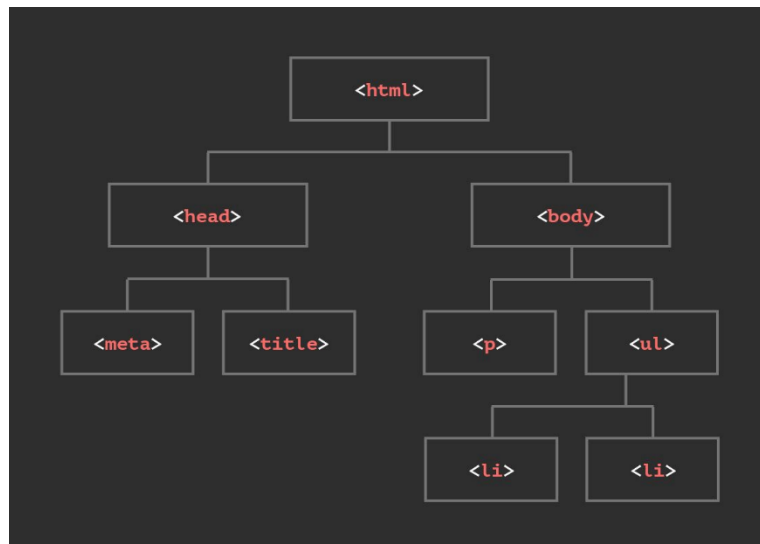 <html>
<head> <body>
<meta> <title> <p> <ul>
<li> <li>